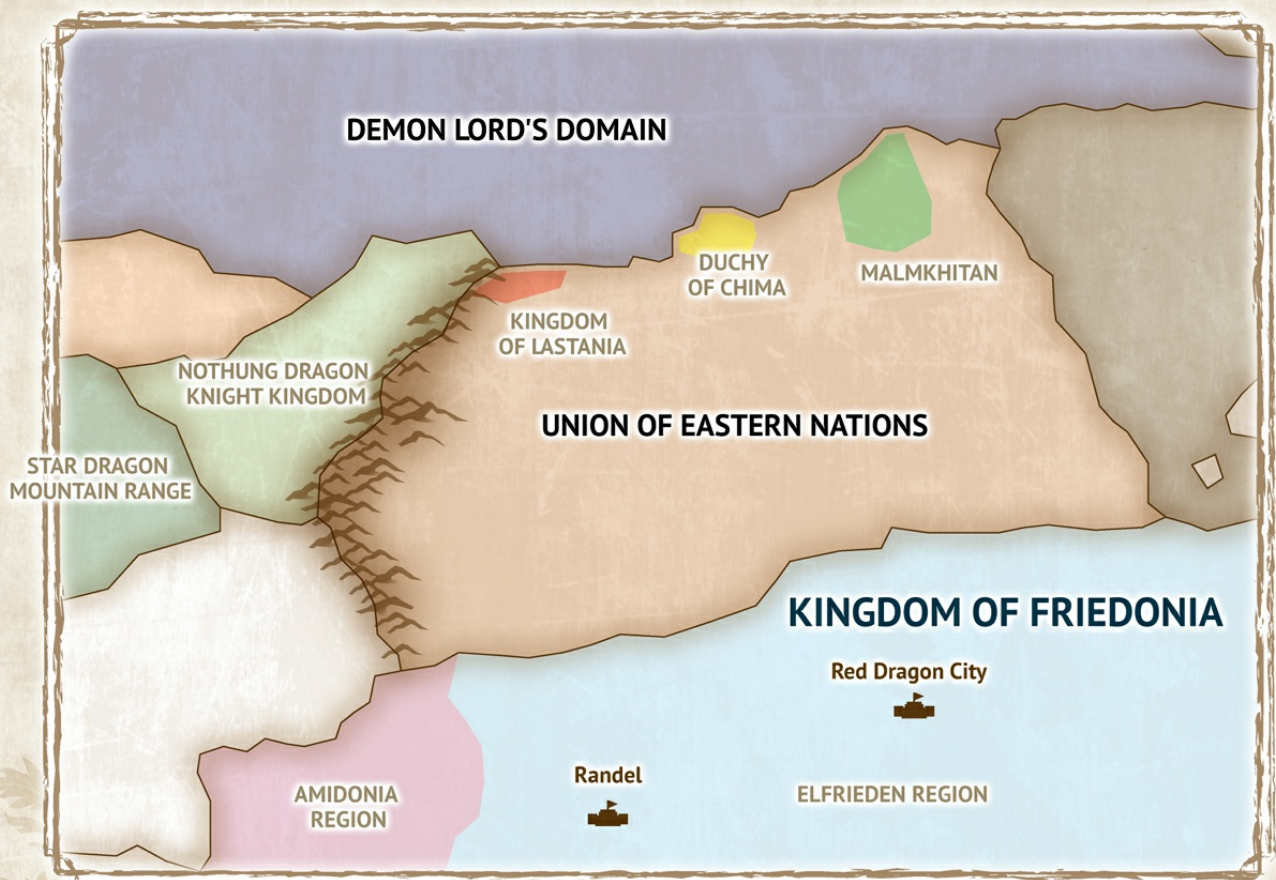 DEMON LORD'S DOMAIN
DUCHY
OF CHIMA
MALMKHITAN
KINGDOM
OF LASTANIA
NOTHUNG DRAGON
KNIGHT KINGDOM
UNION OF EASTERN NATIONS
STAR DRAGON
MOUNTAIN RANGE
KINGDOM OF FRIEDONIA
Red Dragon City
Randel
AMIDONIA
REGION
ELFRIEDEN REGION